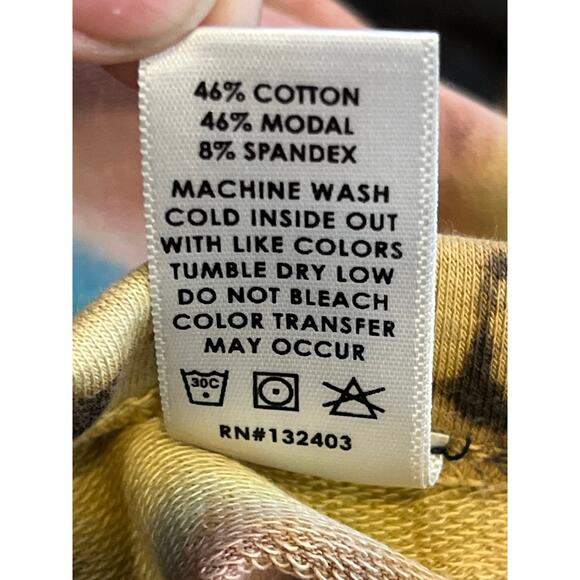 46% COTTON
46% MODAL
8% SPANDEX
MACHINE WASH
COLD INSIDE OUT
WITH LIKE COLORS
TUMBLE DRY LOW
DO NOT BLEACH
COLOR TRANSFER
MAY OCCUR
30C
RN#132403